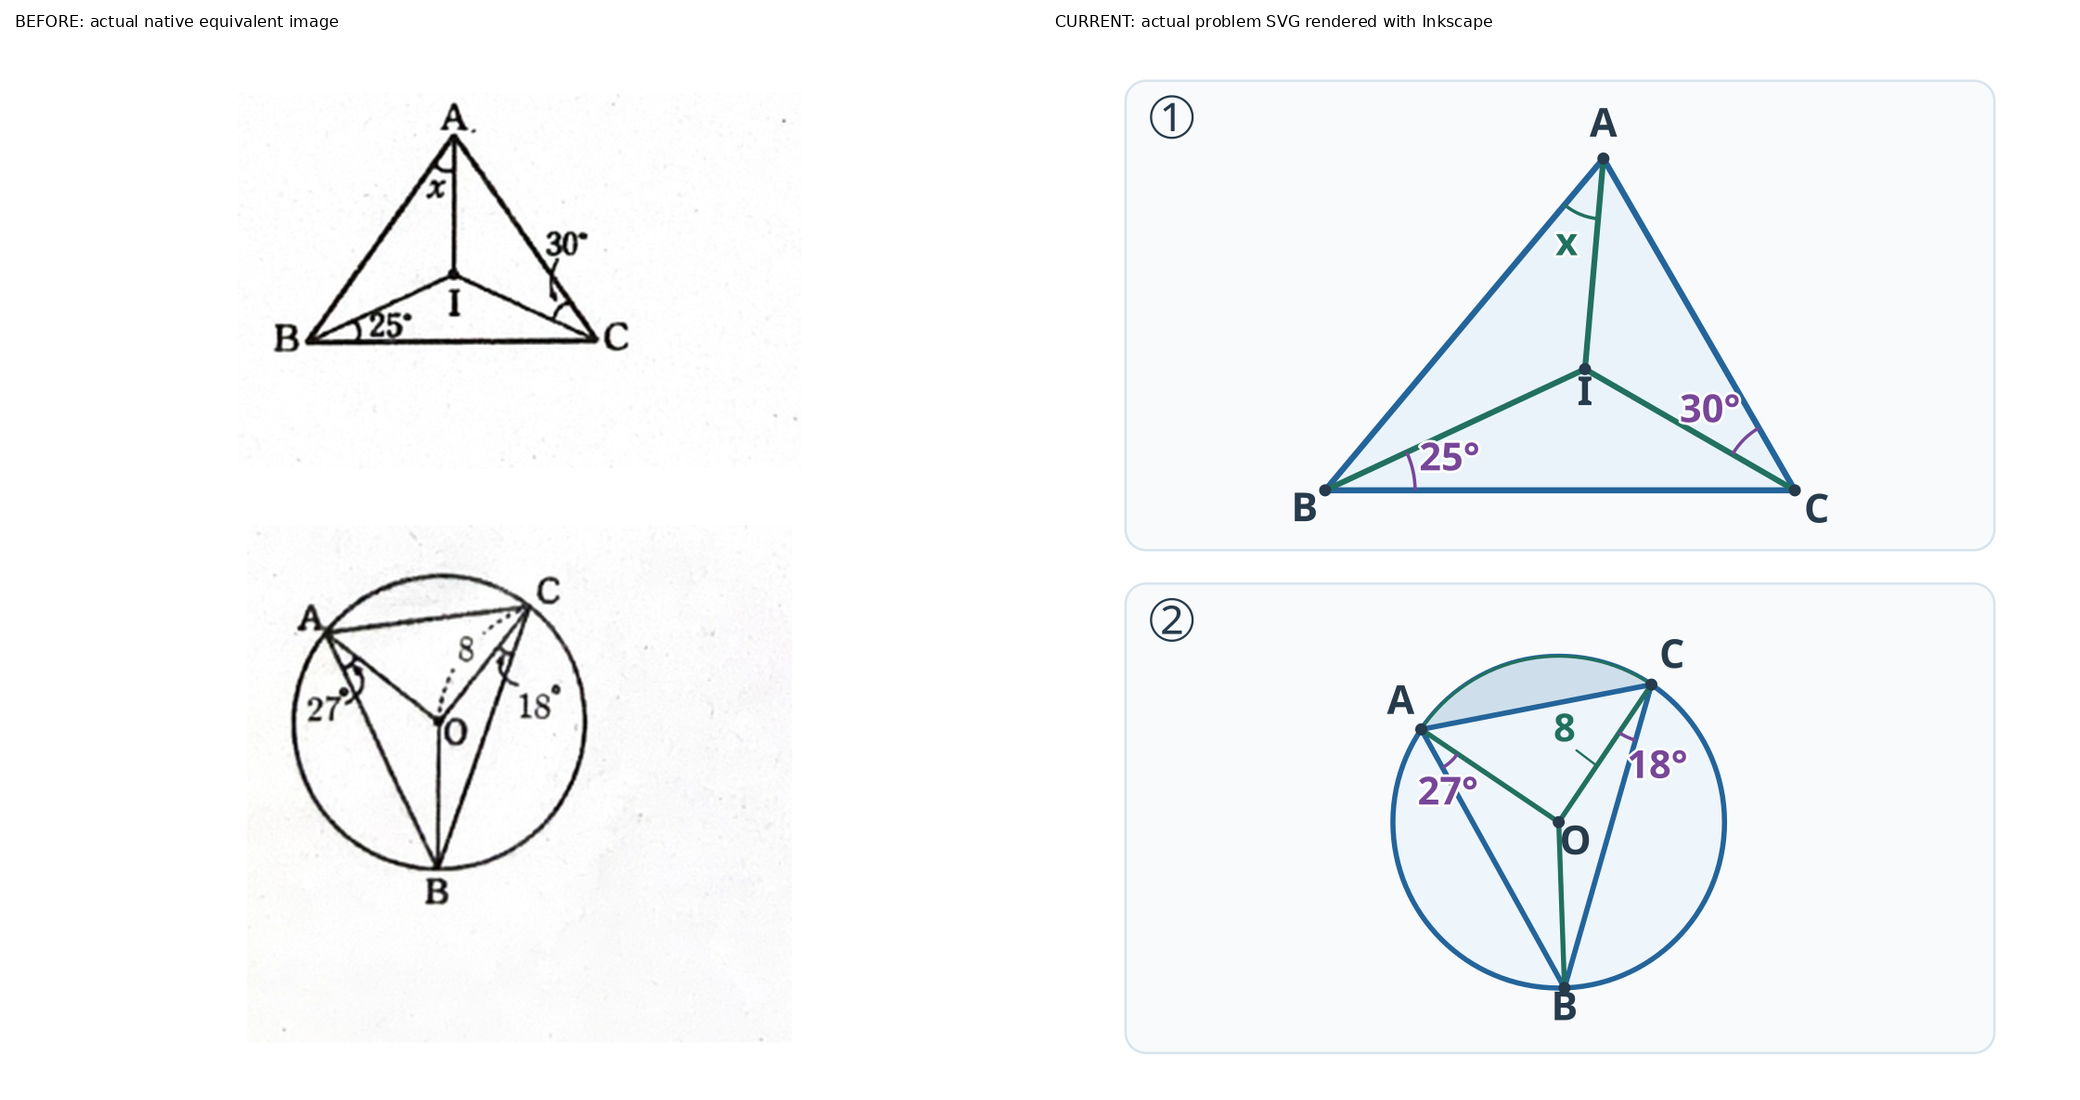 BEFORE: actual native equivalent image
A
x
30°
I
25°
B
C
C
A
8
27°
18°
O
B
CURRENT: actual problem SVG rendered with Inkscape
①
A
x
30°
I
25°
B
C
②
C
A
8
18°
27°
O
B